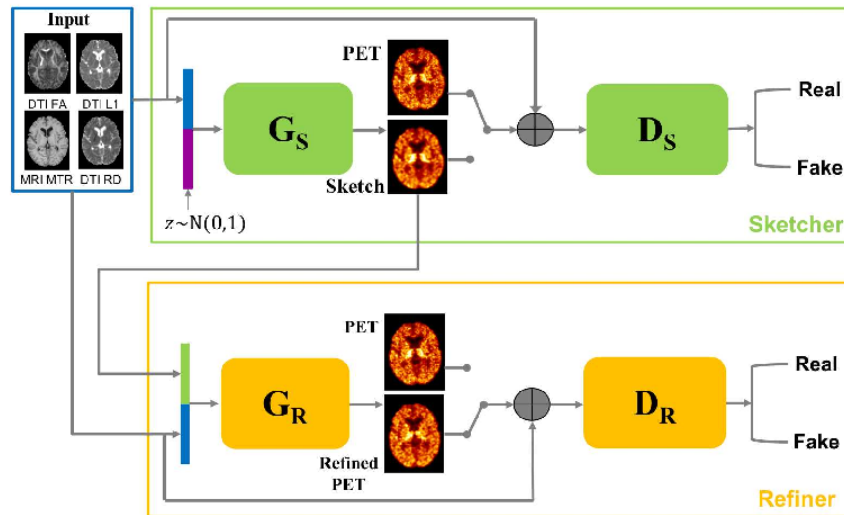 Input
DTI FA DTI L1
MRI MTR DTI RD
z~N(0,1)
G_S
PET
Sketch
D_S
Real
Fake
Sketcher
G_R
PET
Refined
PET
D_R
Real
Fake
Refiner